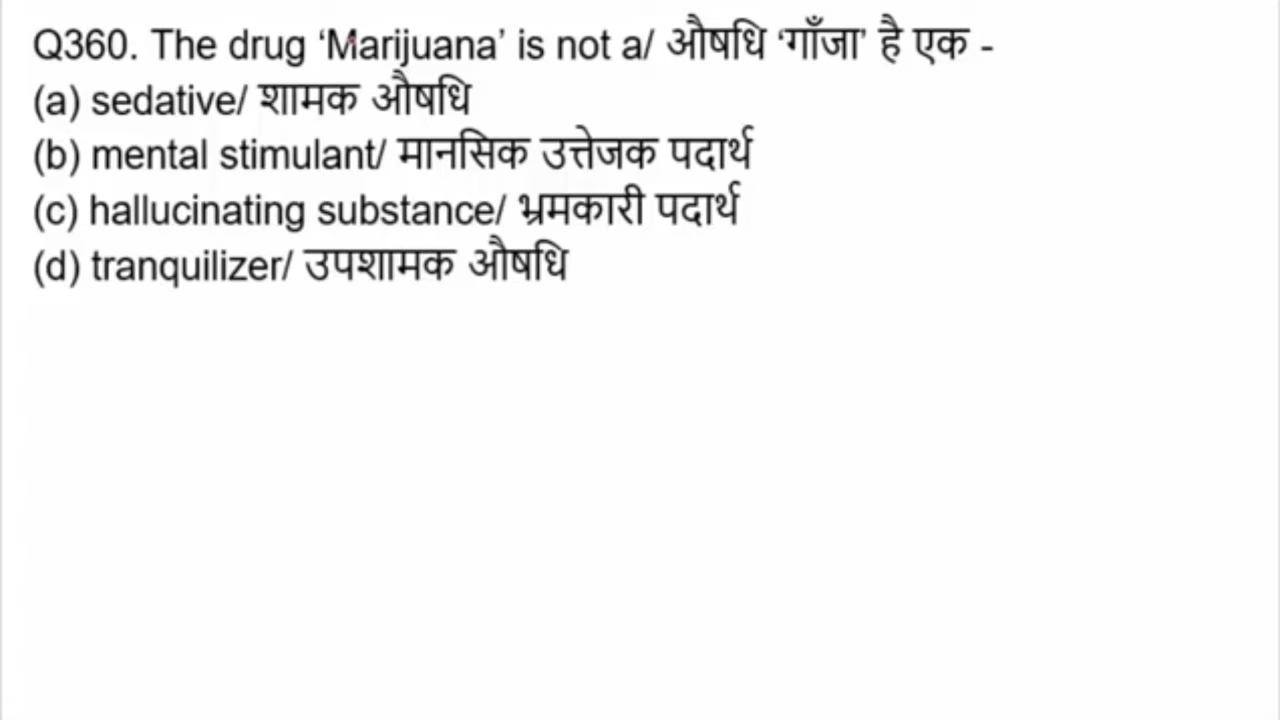 Q360. The drug ‘Marijuana’ is not a/ औषधि ‘गाँजा’ है एक -
(a) sedative/ शामक औषधि
(b) mental stimulant/ मानसिक उत्तेजक पदार्थ
(c) hallucinating substance/ भ्रमकारी पदार्थ
(d) tranquilizer/ उपशामक औषधि